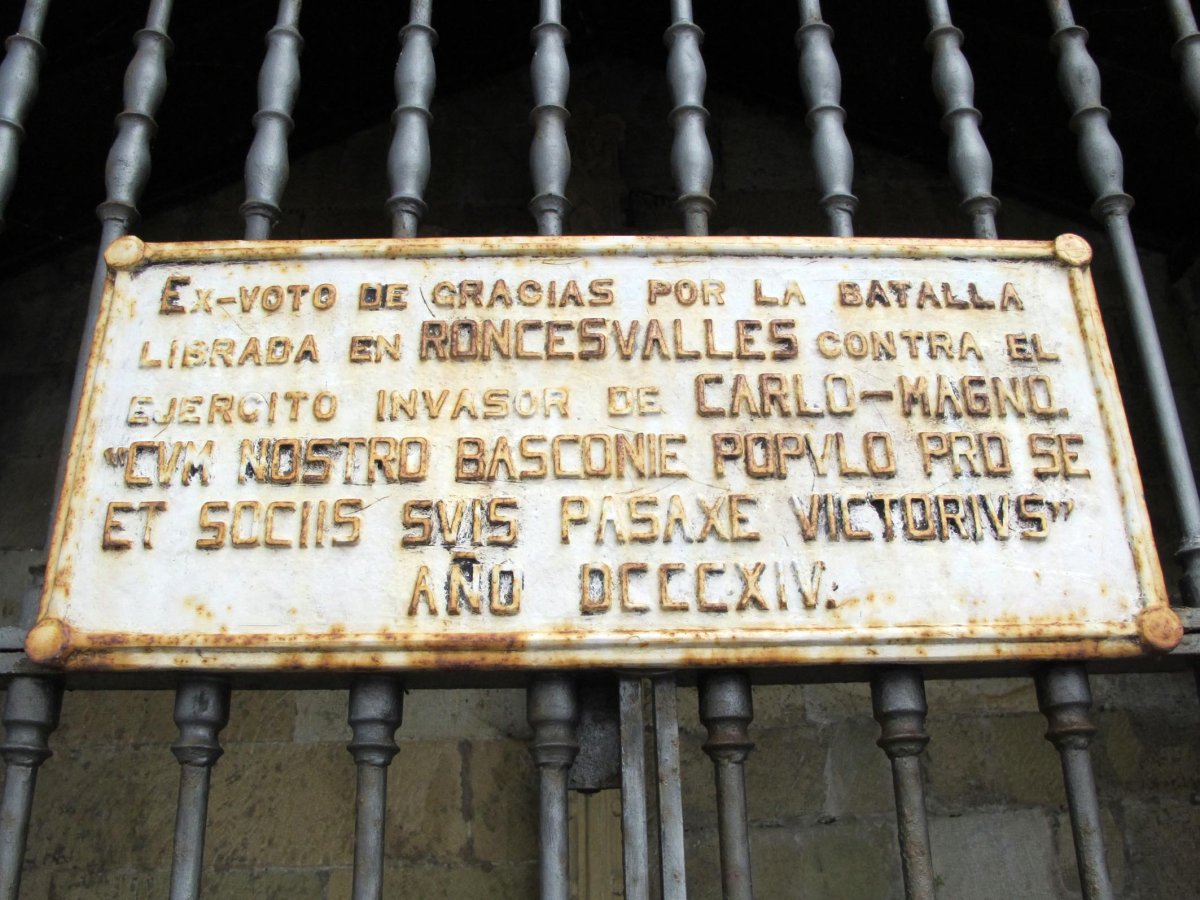 Ex-VOTO DE GRACIAS POR LA BATALLA
LIBRADA EN RONCESVALLES CONTRA EL
EJERCITO INVASOR DE CARLO-MAGNO.
"CVM NOSTRO BASCONIE POPVLO PRO SE
ET SOCIIS SVIS PASAXE VICTORIVS"
AÑO DCCCXIV.